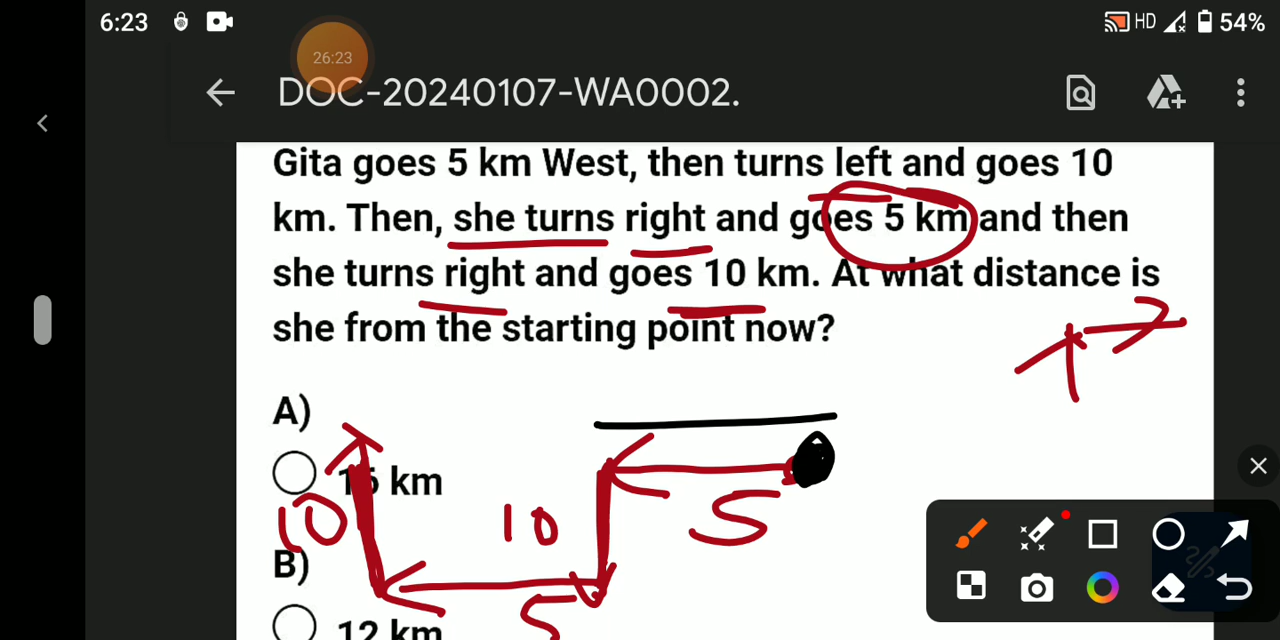 6:23
HD
54%
26:23
DOC-20240107-WA0002.
Gita goes 5 km West, then turns left and goes 10
km. Then, she turns right and goes 5 km and then
she turns right and goes 10 km. At what distance is
she from the starting point now?
A)
15 km
10
10
5
B)
5
12 km